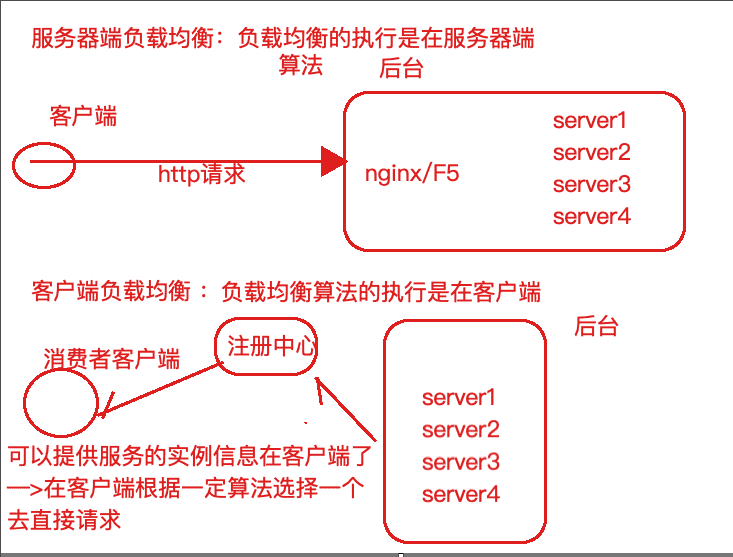 服务器端负载均衡：负载均衡的执行是在服务器端
算法
后台
客户端
http请求
nginx/F5
server1
server2
server3
server4
客户端负载均衡 ：负载均衡算法的执行是在客户端
后台
注册中心
消费者客户端
server1
server2
server3
server4
可以提供服务的实例信息在客户端了
—>在客户端根据一定算法选择一个
去直接请求